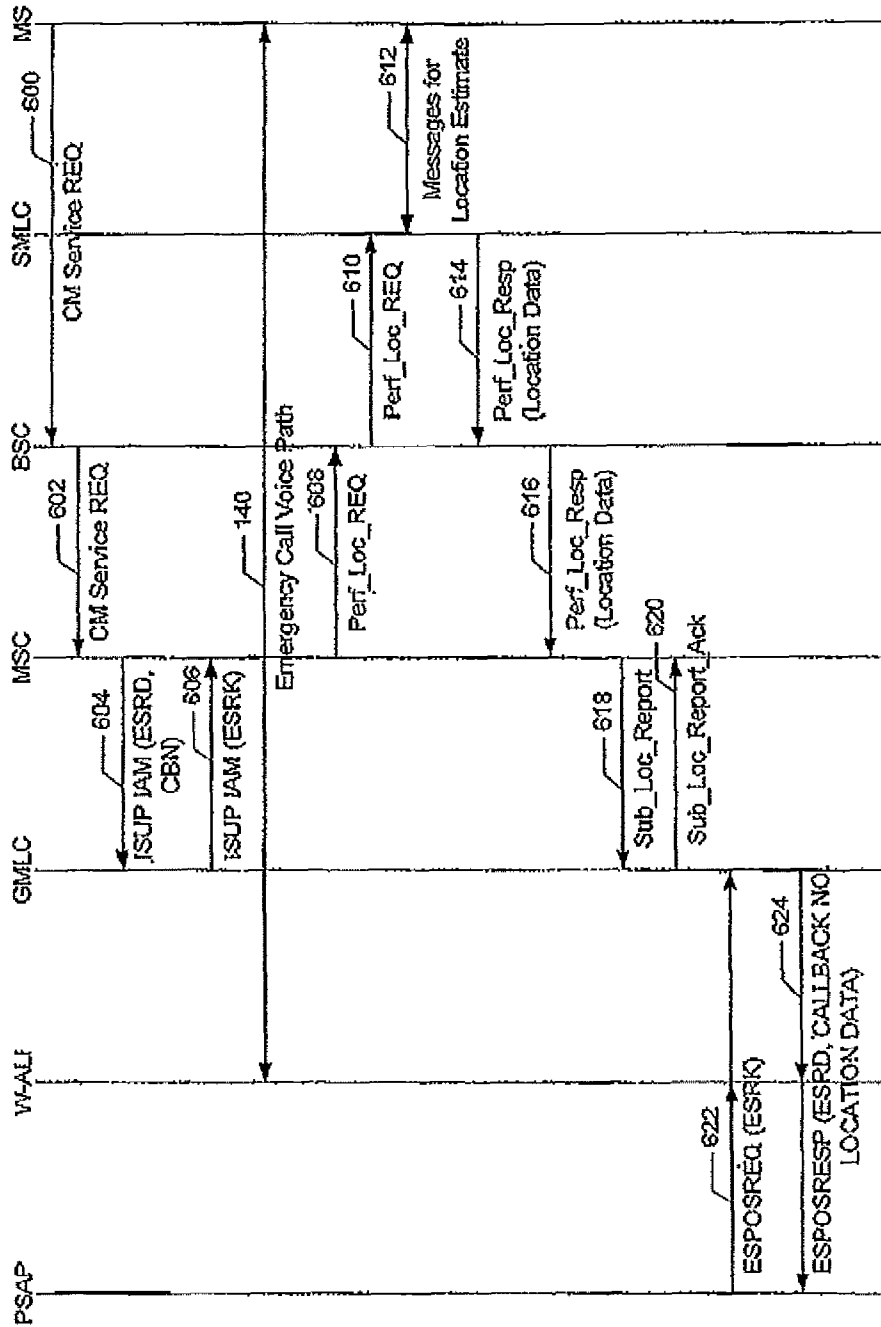 PSAP
W-ALI
GMLC
MSC
BSC
SMLC
MS
600
CM Service REQ
602
CM Service REQ
604
ISUP IAM (ESRD,
CBN)
606
ISUP IAM (ESRK)
140
Emergency Call Voice Path
608
Perf_Loc_REQ
610
Perf_Loc_REQ
612
Messages for
Location Estimate
614
Perf_Loc_Resp
(Location Data)
616
Perf_Loc_Resp
(Location Data)
618
Sub_Loc_Report
620
Sub_Loc_Report_Ack
622
ESPOSREQ (ESRK)
624
ESPOSRESP (ESRD, CALLBACK NO
LOCATION DATA)